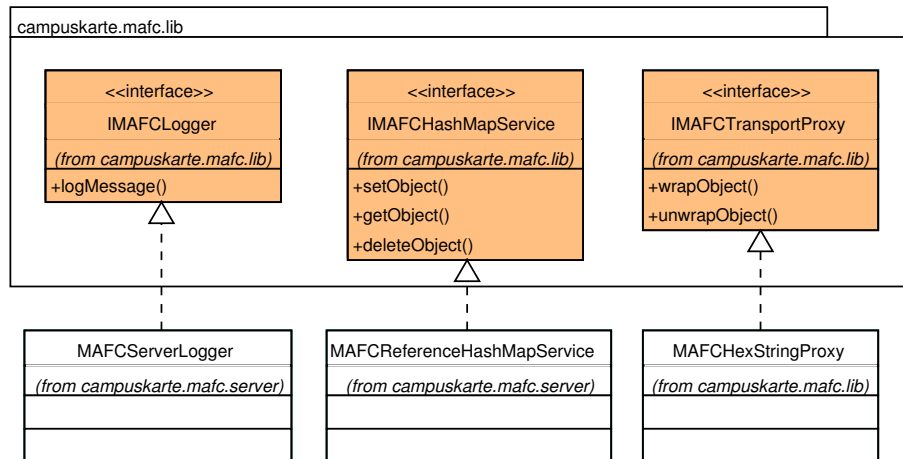 campuskarte.mafc.lib
<<interface>>
IMAFCLogger
(from campuskarte.mafc.lib)
+logMessage()
<<interface>>
IMAFCHashMapService
(from campuskarte.mafc.lib)
+setObject()
+getObject()
+deleteObject()
<<interface>>
IMAFCTransportProxy
(from campuskarte.mafc.lib)
+wrapObject()
+unwrapObject()
MAFCServerLogger
(from campuskarte.mafc.server)
MAFCReferenceHashMapService
(from campuskarte.mafc.server)
MAFCHexStringProxy
(from campuskarte.mafc.lib)